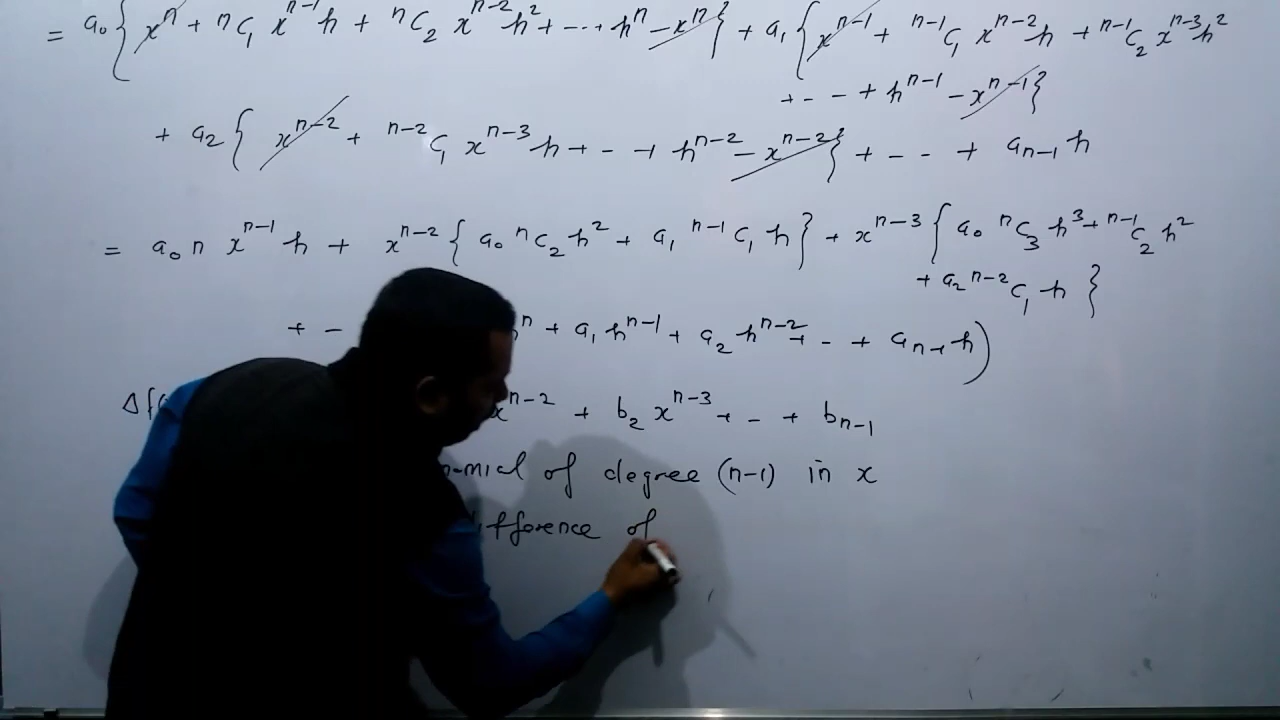 = a₀ { xⁿ + ⁿC₁ xⁿ⁻¹ h + ⁿC₂ xⁿ⁻² h² + -- + hⁿ - xⁿ } + a₁ { xⁿ⁻¹ + ⁿ⁻¹C₁ xⁿ⁻² h + ⁿ⁻¹C₂ xⁿ⁻³ h²
+ - - + hⁿ⁻¹ - xⁿ⁻¹ }
+ a₂ { xⁿ⁻² + ⁿ⁻²C₁ xⁿ⁻³ h + - - + hⁿ⁻² - xⁿ⁻² } + - - + aₙ₋₁ h
= a₀ n xⁿ⁻¹ h + xⁿ⁻² { a₀ ⁿC₂ h² + a₁ ⁿ⁻¹C₁ h } + xⁿ⁻³ { a₀ ⁿC₃ h³ + ⁿ⁻¹C₂ h²
+ a₂ ⁿ⁻²C₁ h }
+ - ⁿ + a₁ hⁿ⁻¹ + a₂ hⁿ⁻² + - + aₙ₋₁ h )
Δf xⁿ⁻² + b₂ xⁿ⁻³ + - + bₙ₋₁
of degree (n-1) in x
of